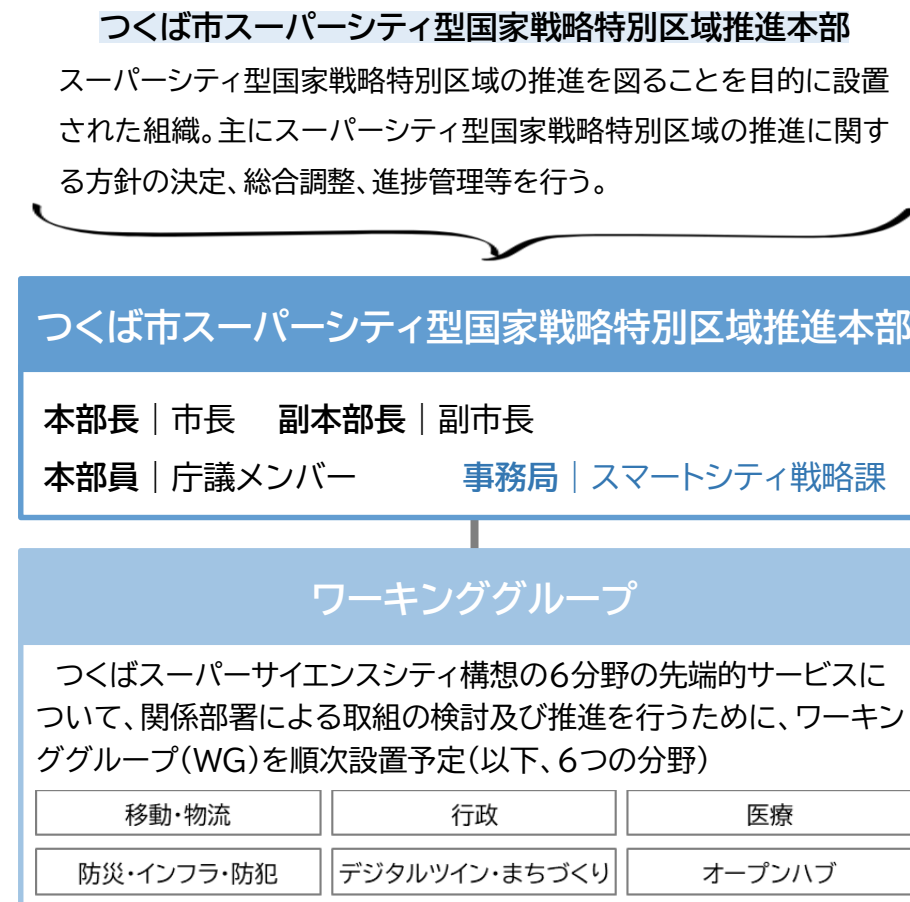 つくば市スーパーシティ型国家戦略特別区域推進本部
スーパーシティ型国家戦略特別区域の推進を図ることを目的に設置
された組織。主にスーパーシティ型国家戦略特別区域の推進に関す
る方針の決定、総合調整、進捗管理等を行う。
つくば市スーパーシティ型国家戦略特別区域推進本部
本部長｜市長 副本部長｜副市長
本部員｜庁議メンバー 事務局｜スマートシティ戦略課
ワーキンググループ
つくばスーパーサイエンスシティ構想の6分野の先端的サービスに
ついて、関係部署による取組の検討及び推進を行うために、ワーキン
ググループ(WG)を順次設置予定(以下、6つの分野)
移動・物流 行政 医療
防災・インフラ・防犯 デジタルツイン・まちづくり オープンハブ